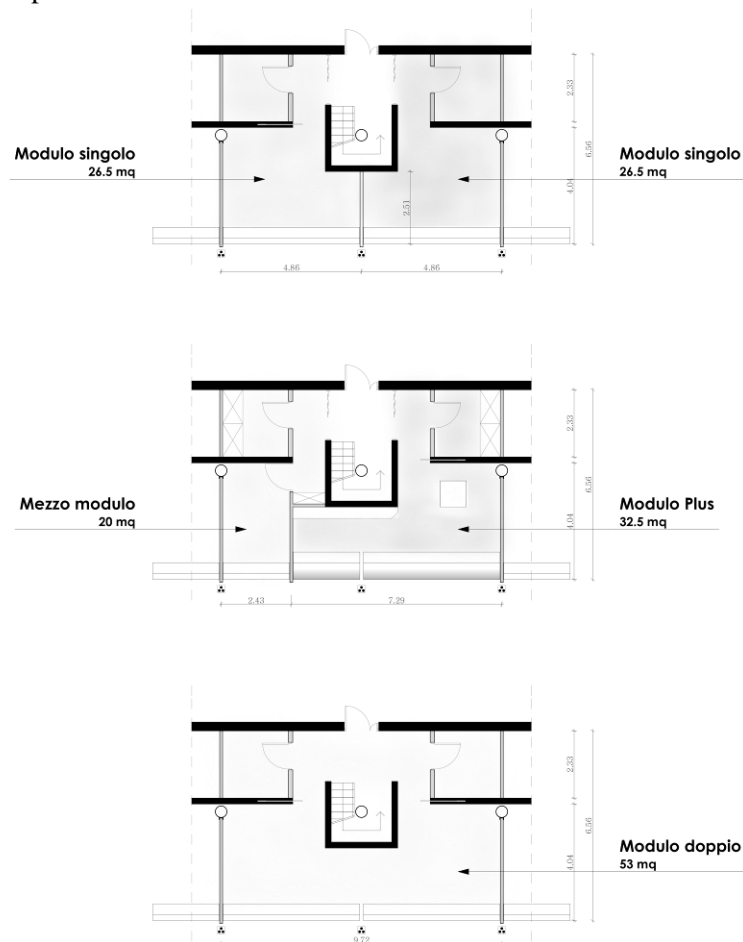 2.33
6.56
Modulo singolo
26.5 mq
Modulo singolo
26.5 mq
4.04
2.51
4.86
4.86
2.33
6.56
Mezzo modulo
20 mq
Modulo Plus
32.5 mq
4.04
2.43
7.29
2.33
6.56
Modulo doppio
53 mq
4.04
9.72